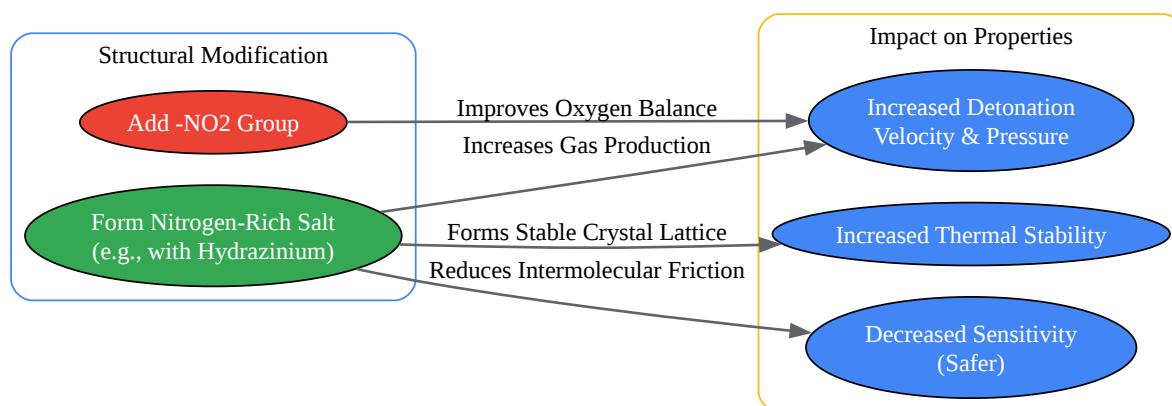 Structural Modification
Add -NO2 Group
Form Nitrogen-Rich Salt
(e.g., with Hydrazinium)
Improves Oxygen Balance
Increases Gas Production
Forms Stable Crystal Lattice
Reduces Intermolecular Friction
Impact on Properties
Increased Detonation
Velocity & Pressure
Increased Thermal Stability
Decreased Sensitivity
(Safer)